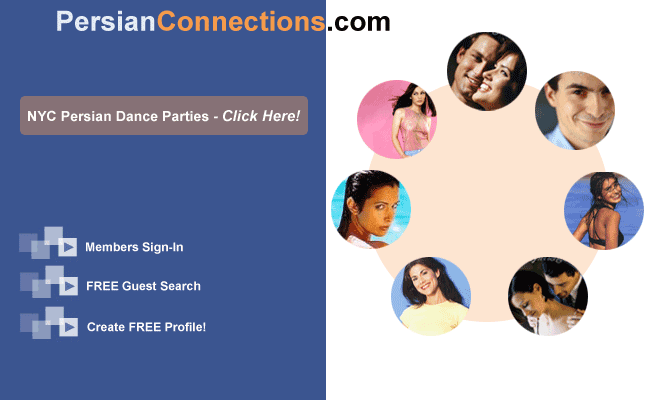 PersianConnections.com
NYC Persian Dance Parties - Click Here!
Members Sign-In
FREE Guest Search
Create FREE Profile!